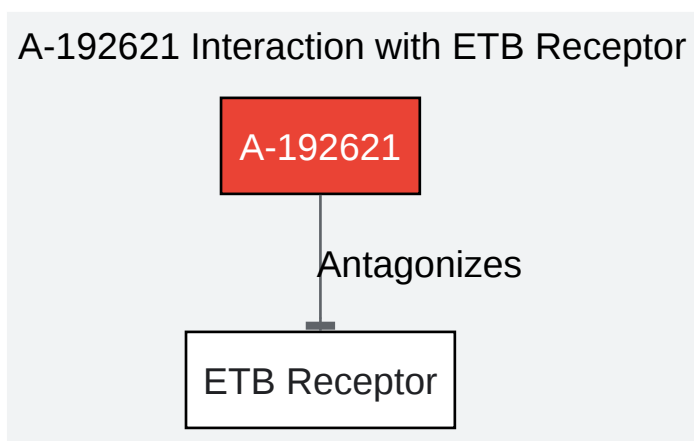 A-192621 Interaction with ETB Receptor
A-192621
Antagonizes
ETB Receptor